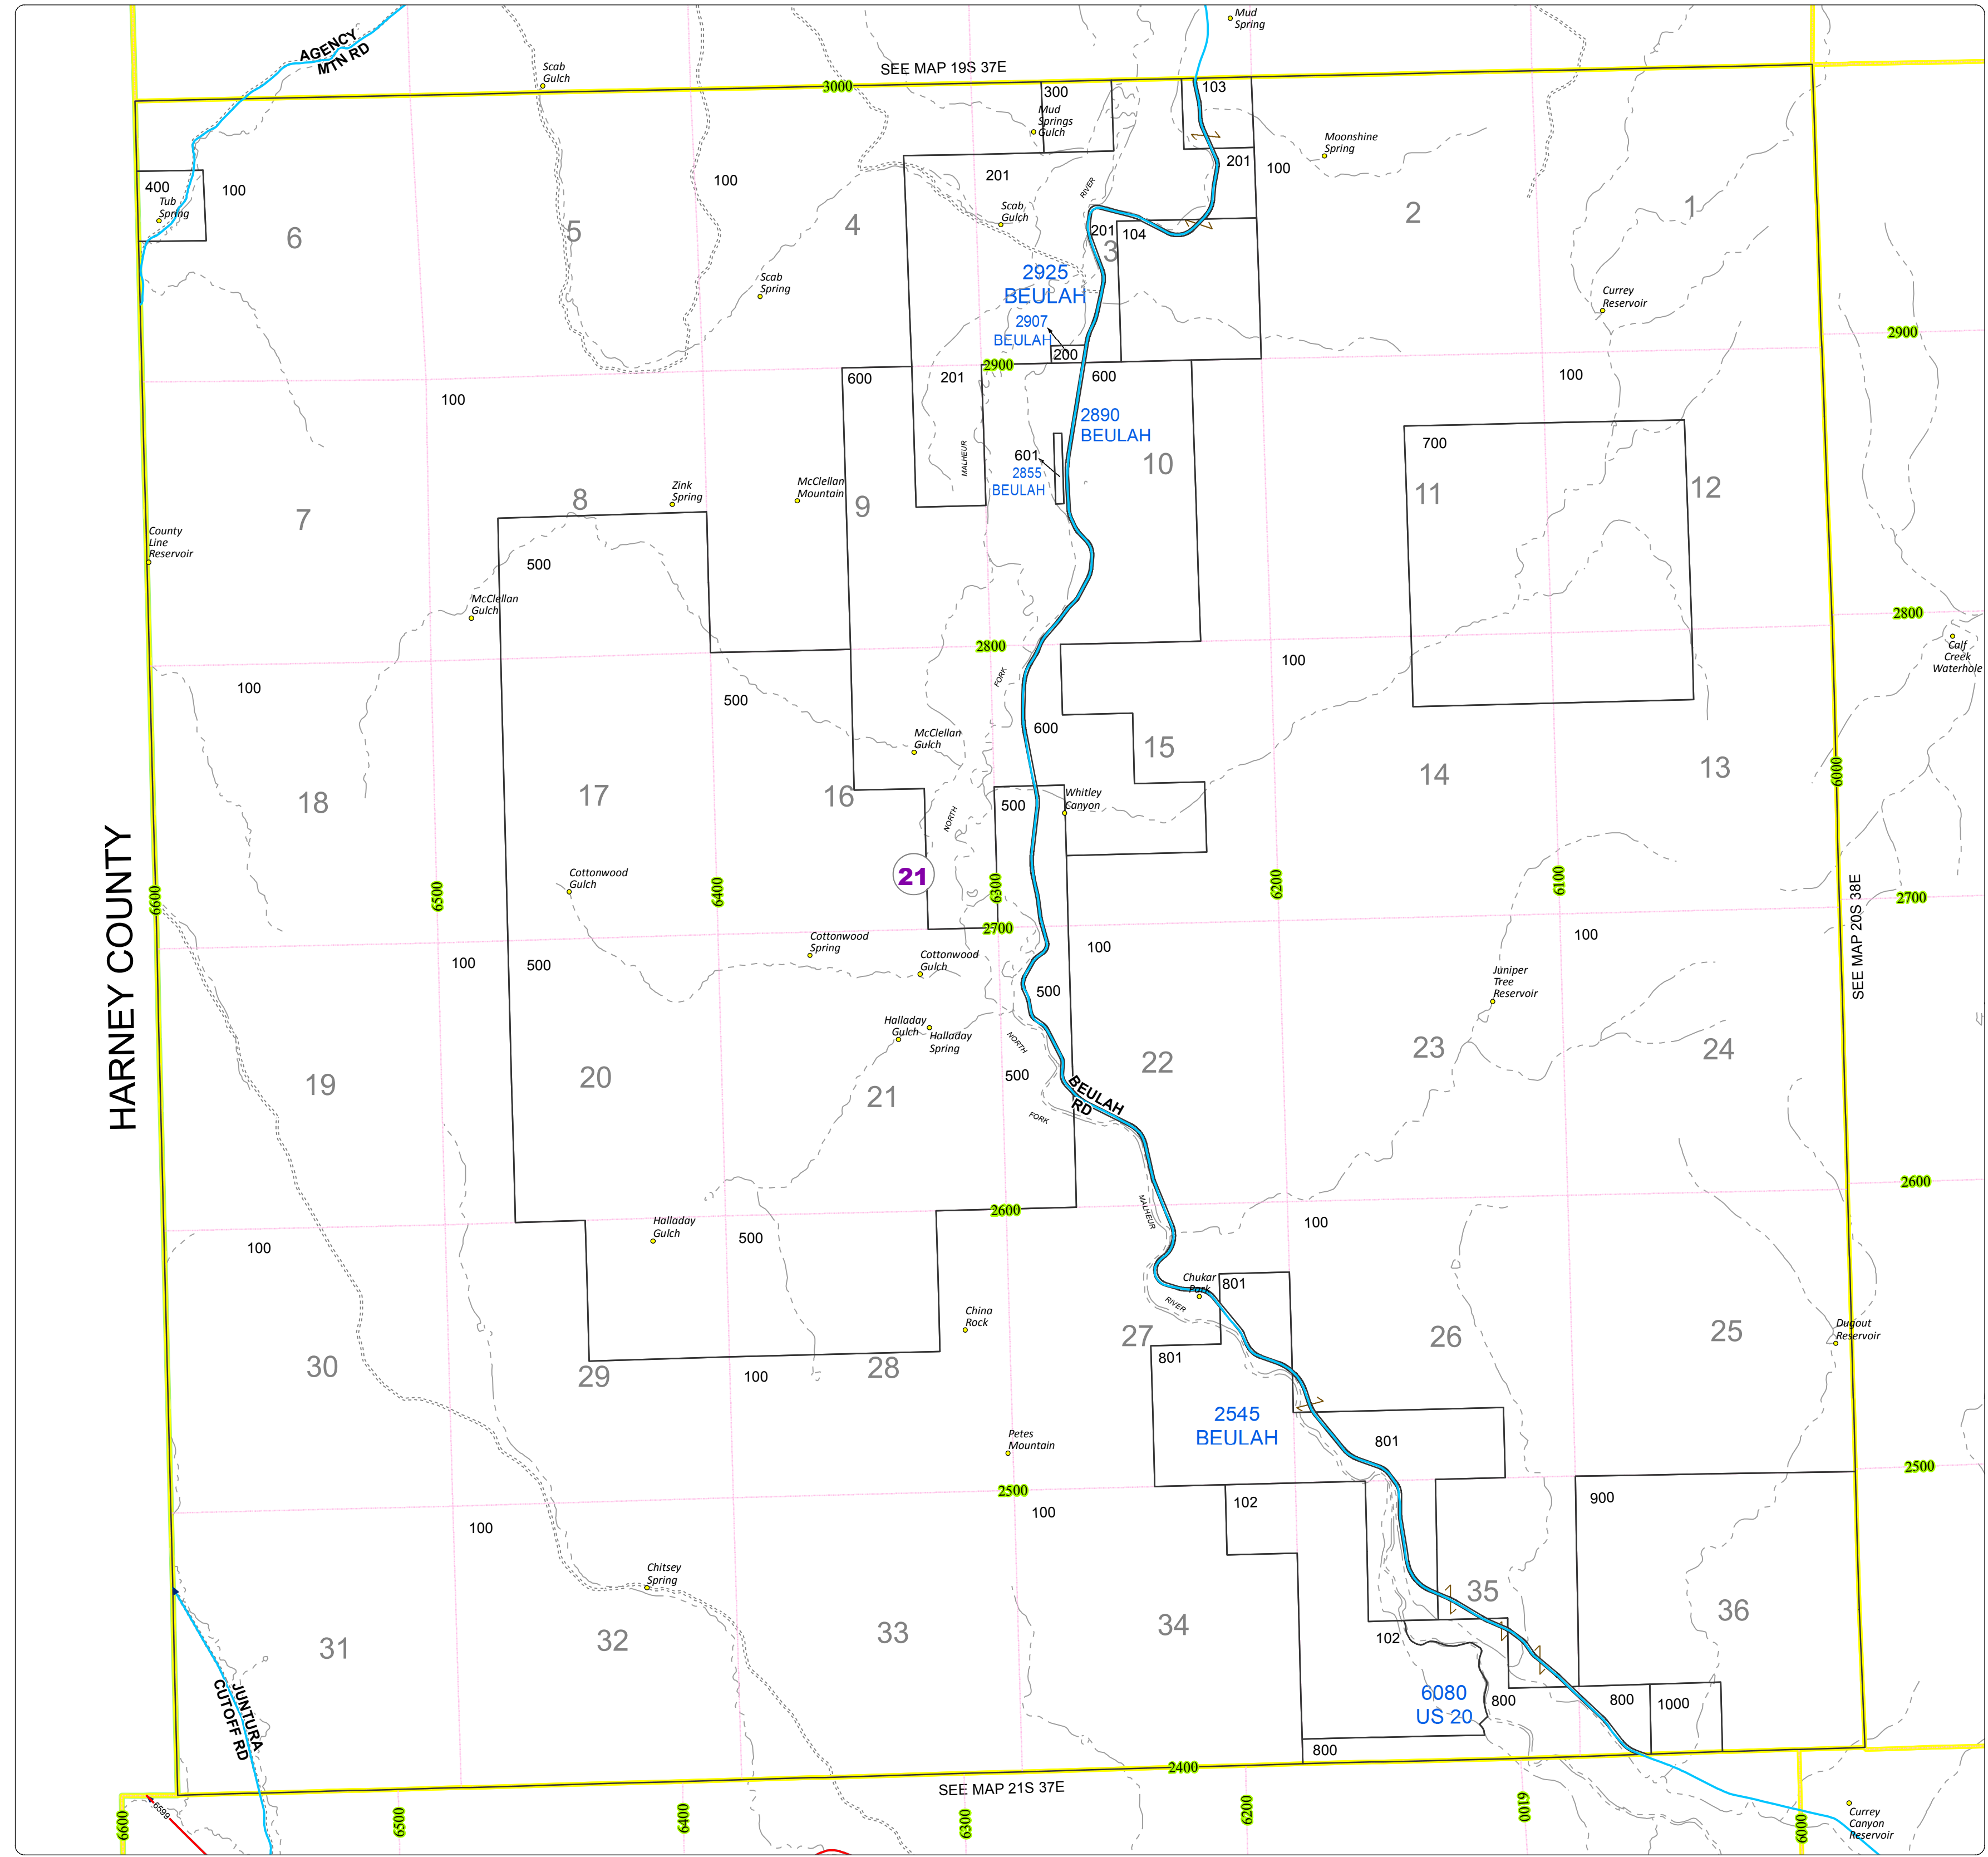 Mud
Spring
AGENCY
MTN RD
SEE MAP 19S 37E
Scab
Gulch
3000
300
103
Mud
Springs
Gulch
Moonshine
Spring
201
100
100
201
100
400
Tub
Spring
RIVER
Scab
Gulch
6
5
4
201
104
3
2
1
2925
BEULAH
Scab
Spring
Currey
Reservoir
2907
BEULAH
200
2900
2900
600
201
600
100
100
2890
BEULAH
MALHEUR
700
601
2855
BEULAH
10
11
12
Zink
Spring
McClellan
Mountain
7
8
9
County
Line
Reservoir
500
McClellan
Gulch
2800
2800
Calf
Creek
Waterhole
100
100
FORK
500
600
McClellan
Gulch
15
14
13
6000
18
17
16
500
Whitley
Canyon
NORTH
HARNEY COUNTY
6600
6500
6400
Cottonwood
Gulch
21
6300
6200
6100
2700
2700
SEE MAP 20S 38E
Cottonwood
Spring
100
100
100
500
Cottonwood
Gulch
Juniper
Tree
Reservoir
500
Halladay
Gulch
Halladay
Spring
NORTH
19
20
21
500
22
23
24
BEULAH
RD
FORK
2600
2600
MALHEUR
100
Halladay
Gulch
500
100
Chukar
Park
801
RIVER
China
Rock
27
26
25
Dugout
Reservoir
30
29
28
100
801
2545
BEULAH
Petes
Mountain
801
2500
2500
100
100
102
900
Chitsey
Spring
35
36
31
32
33
34
102
JUNTURA
CUTOFF RD
6080
US 20
800
800
1000
800
2400
SEE MAP 21S 37E
6599
6600
6500
6400
6300
6200
6100
6000
Currey
Canyon
Reservoir